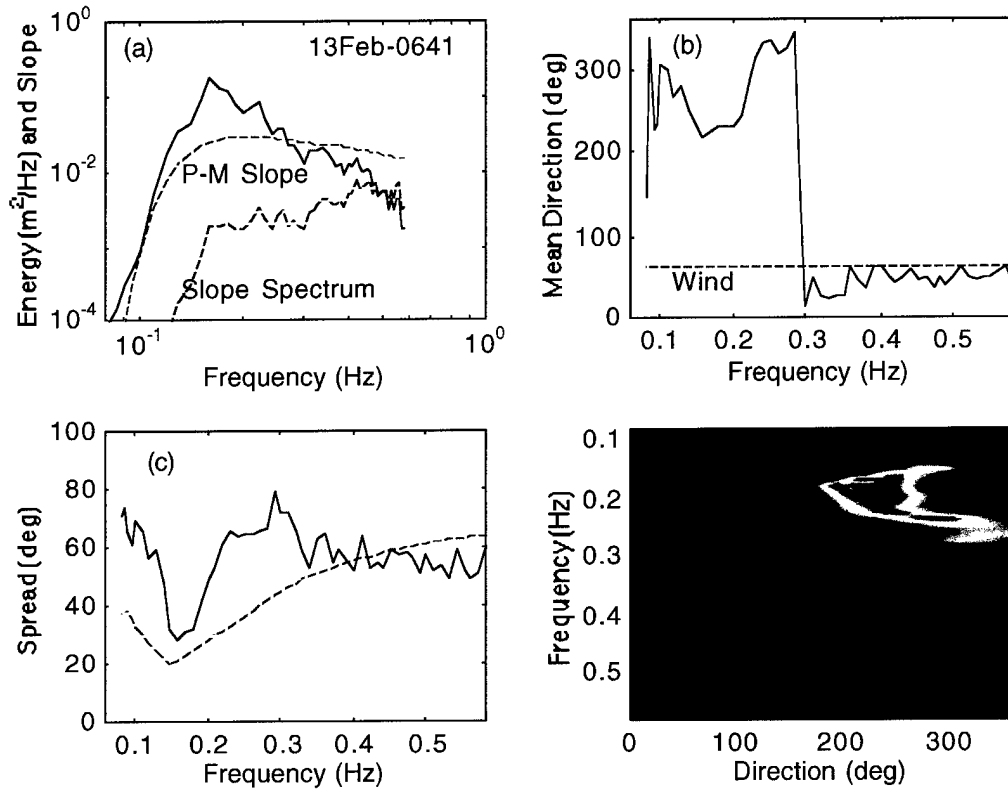 (a)
13Feb-0641
10^0
10^-2
10^-4
Energy (m^2/Hz) and Slope
P-M Slope
Slope Spectrum
10^-1
10^0
Frequency (Hz)
(b)
300
200
100
0
Mean Direction (deg)
Wind
0.1 0.2 0.3 0.4 0.5
Frequency (Hz)
(c)
100
80
60
40
20
0
Spread (deg)
0.1 0.2 0.3 0.4 0.5
Frequency (Hz)
0.1
0.2
0.3
0.4
0.5
Frequency (Hz)
0 100 200 300
Direction (deg)